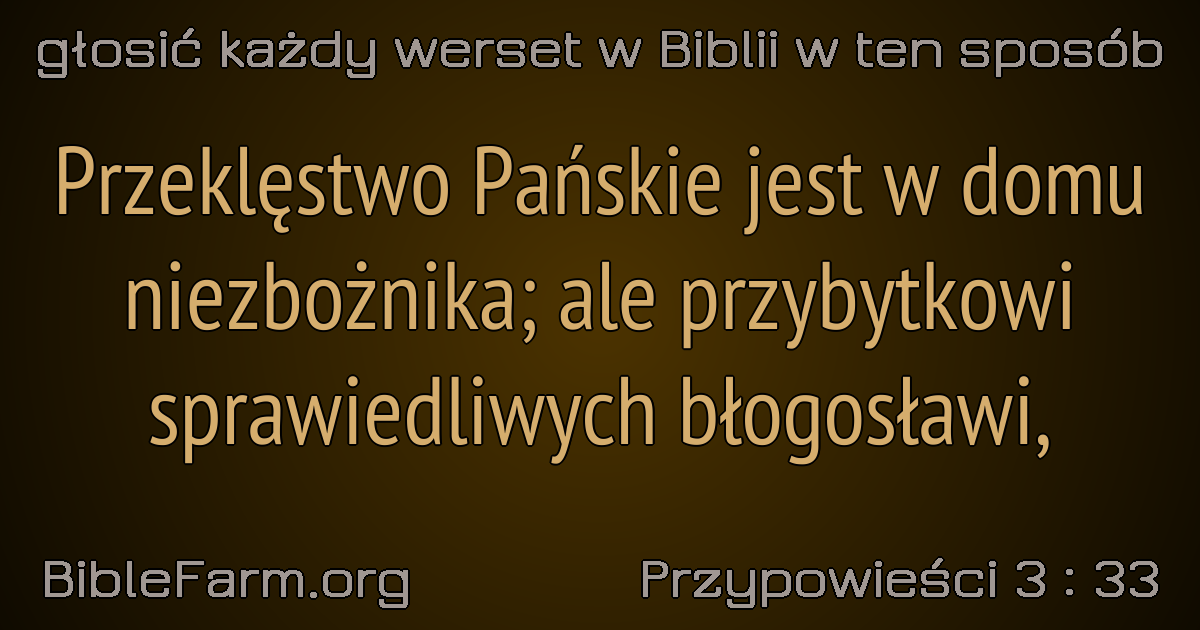 głosić każdy werset w Biblii w ten sposób
Przeklęstwo Pańskie jest w domu
niezbożnika; ale przybytkowi
sprawiedliwych błogosławi,
BibleFarm.org
Przypowieści 3 : 33